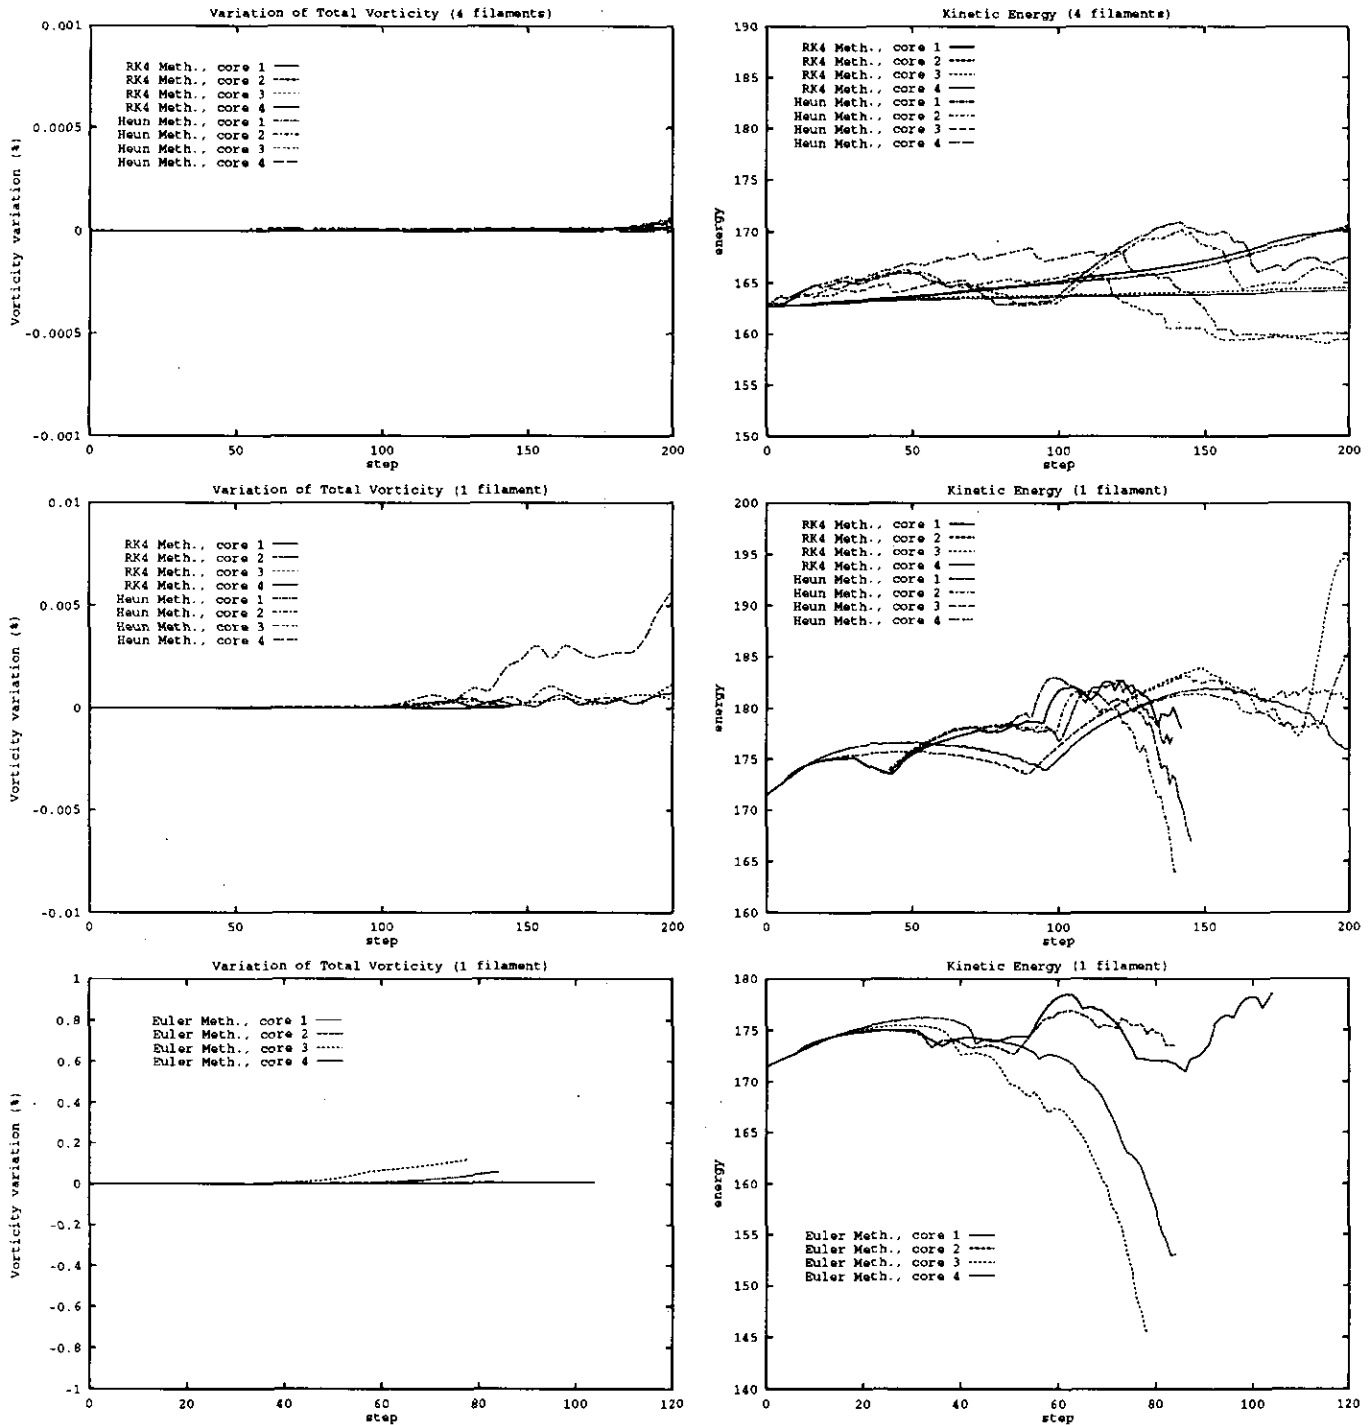 Variation of Total Vorticity (4 filaments)
0.001
0.0005
0
-0.0005
-0.001
0
50
100
150
200
step
Vorticity variation (%)
RK4 Meth., core 1
RK4 Meth., core 2
RK4 Meth., core 3
RK4 Meth., core 4
Heun Meth., core 1
Heun Meth., core 2
Heun Meth., core 3
Heun Meth., core 4
Kinetic Energy (4 filaments)
190
185
180
175
170
165
160
155
150
0
50
100
150
200
step
energy
RK4 Meth., core 1
RK4 Meth., core 2
RK4 Meth., core 3
RK4 Meth., core 4
Heun Meth., core 1
Heun Meth., core 2
Heun Meth., core 3
Heun Meth., core 4
Variation of Total Vorticity (1 filament)
0.01
0.005
0
-0.005
-0.01
0
50
100
150
200
step
Vorticity variation (%)
RK4 Meth., core 1
RK4 Meth., core 2
RK4 Meth., core 3
RK4 Meth., core 4
Heun Meth., core 1
Heun Meth., core 2
Heun Meth., core 3
Heun Meth., core 4
Kinetic Energy (1 filament)
200
195
190
185
180
175
170
165
160
0
50
100
150
200
step
energy
RK4 Meth., core 1
RK4 Meth., core 2
RK4 Meth., core 3
RK4 Meth., core 4
Heun Meth., core 1
Heun Meth., core 2
Heun Meth., core 3
Heun Meth., core 4
Variation of Total Vorticity (1 filament)
1
0.8
0.6
0.4
0.2
0
-0.2
-0.4
-0.6
-0.8
-1
0
20
40
60
80
100
120
step
Vorticity variation (%)
Euler Meth., core 1
Euler Meth., core 2
Euler Meth., core 3
Euler Meth., core 4
Kinetic Energy (1 filament)
180
175
170
165
160
155
150
145
140
0
20
40
60
80
100
120
step
energy
Euler Meth., core 1
Euler Meth., core 2
Euler Meth., core 3
Euler Meth., core 4